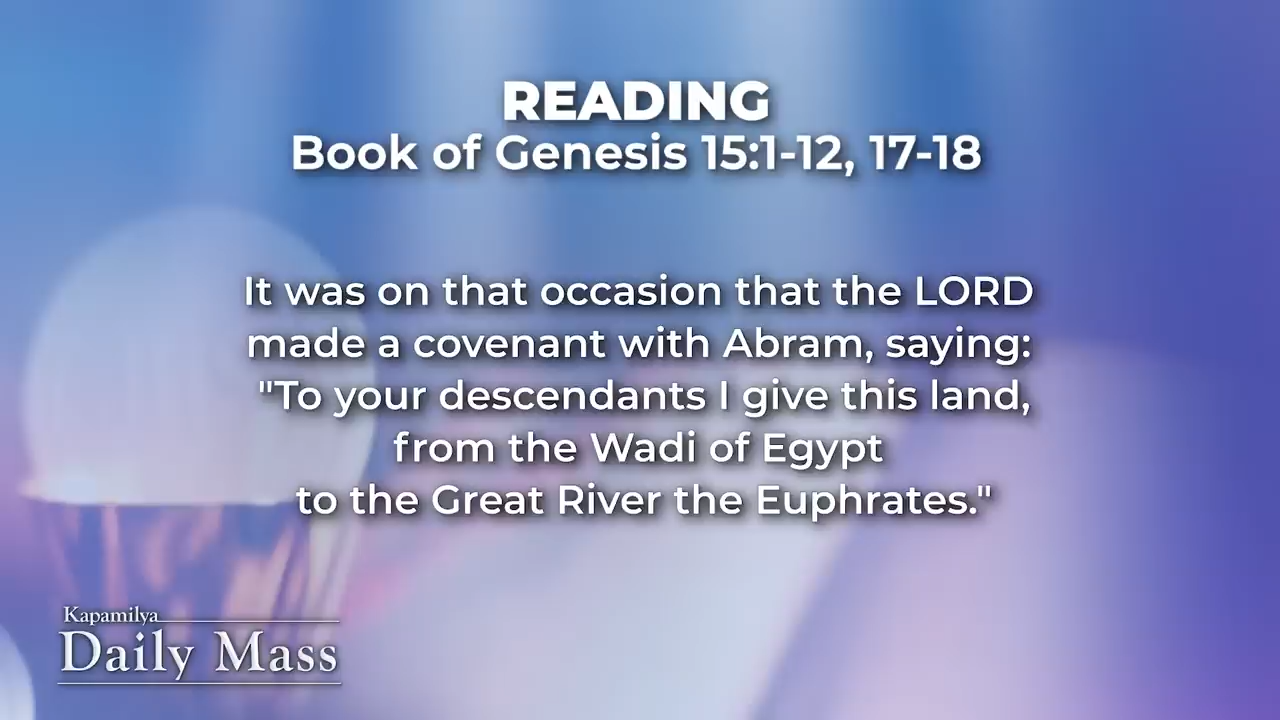 READING
Book of Genesis 15:1-12, 17-18
It was on that occasion that the LORD
made a covenant with Abram, saying:
"To your descendants I give this land,
from the Wadi of Egypt
to the Great River the Euphrates."
Kapamilya
Daily Mass